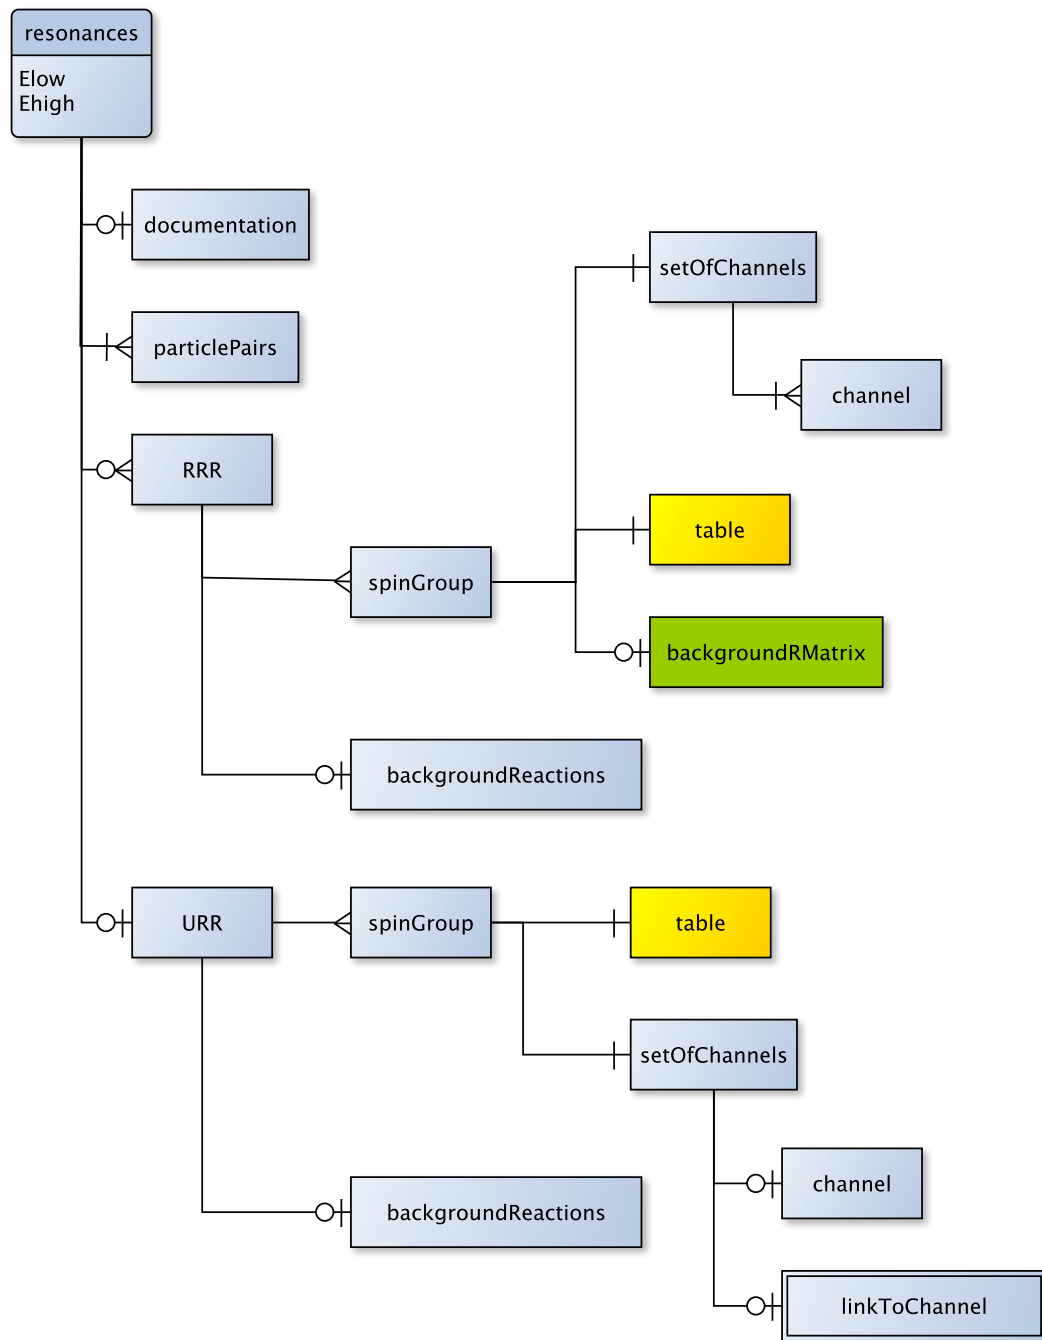 resonances
Elow
Ehigh
documentation
setOfChannels
particlePairs
channel
RRR
table
spinGroup
backgroundRMatrix
backgroundReactions
URR
spinGroup
table
setOfChannels
channel
backgroundReactions
linkToChannel